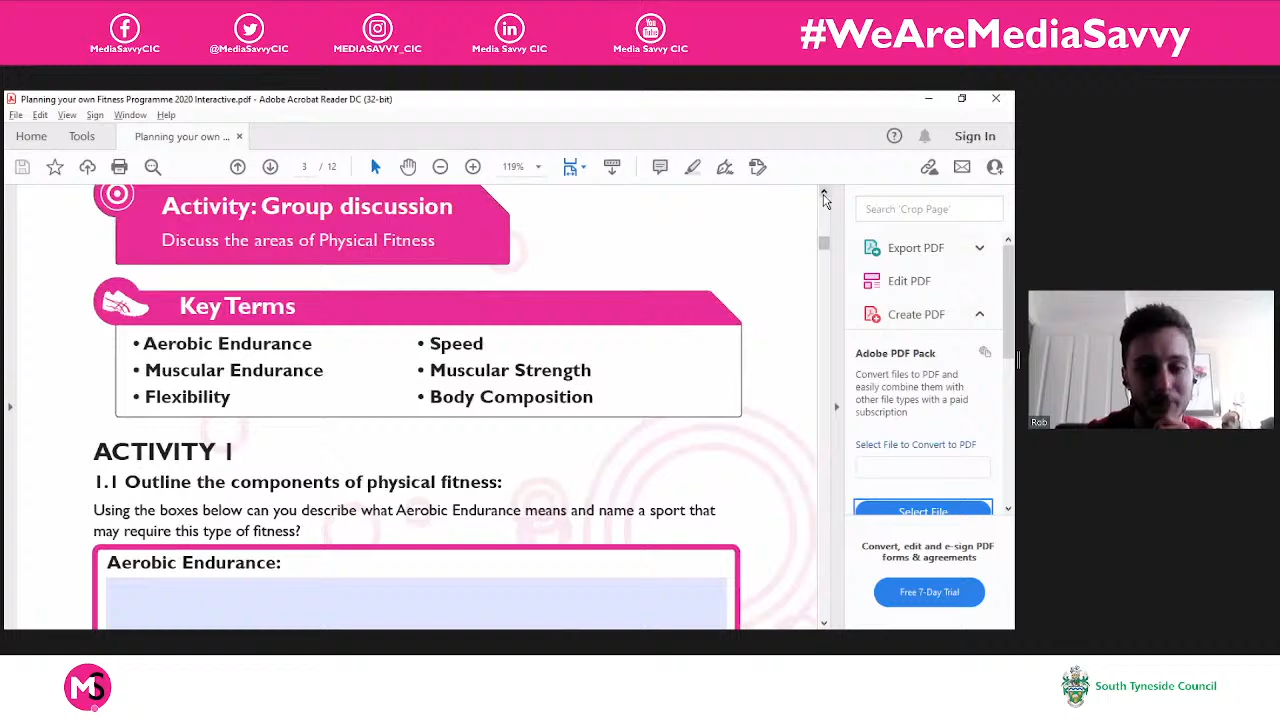 MediaSavvyCIC
@MediaSavvyCIC
MEDIASAVVY_CIC
in
Media Savvy CIC
You
Tube
Media Savvy CIC
#WeAreMediaSavvy
Planning your own Fitness Programme 2020 Interactive.pdf - Adobe Acrobat Reader DC (32-bit)
File Edit View Sign Window Help
Home Tools Planning your own ... × Sign In
3 / 12 119%
Activity: Group discussion
Discuss the areas of Physical Fitness
Key Terms
• Aerobic Endurance
• Muscular Endurance
• Flexibility
• Speed
• Muscular Strength
• Body Composition
ACTIVITY 1
1.1 Outline the components of physical fitness:
Using the boxes below can you describe what Aerobic Endurance means and name a sport that
may require this type of fitness?
Aerobic Endurance:
Search 'Crop Page'
Export PDF
Edit PDF
Create PDF
Adobe PDF Pack
Convert files to PDF and
easily combine them with
other file types with a paid
subscription
Select File to Convert to PDF
Select File
Convert, edit and e-sign PDF
forms & agreements
Free 7-Day Trial
Rob
MS
South Tyneside Council